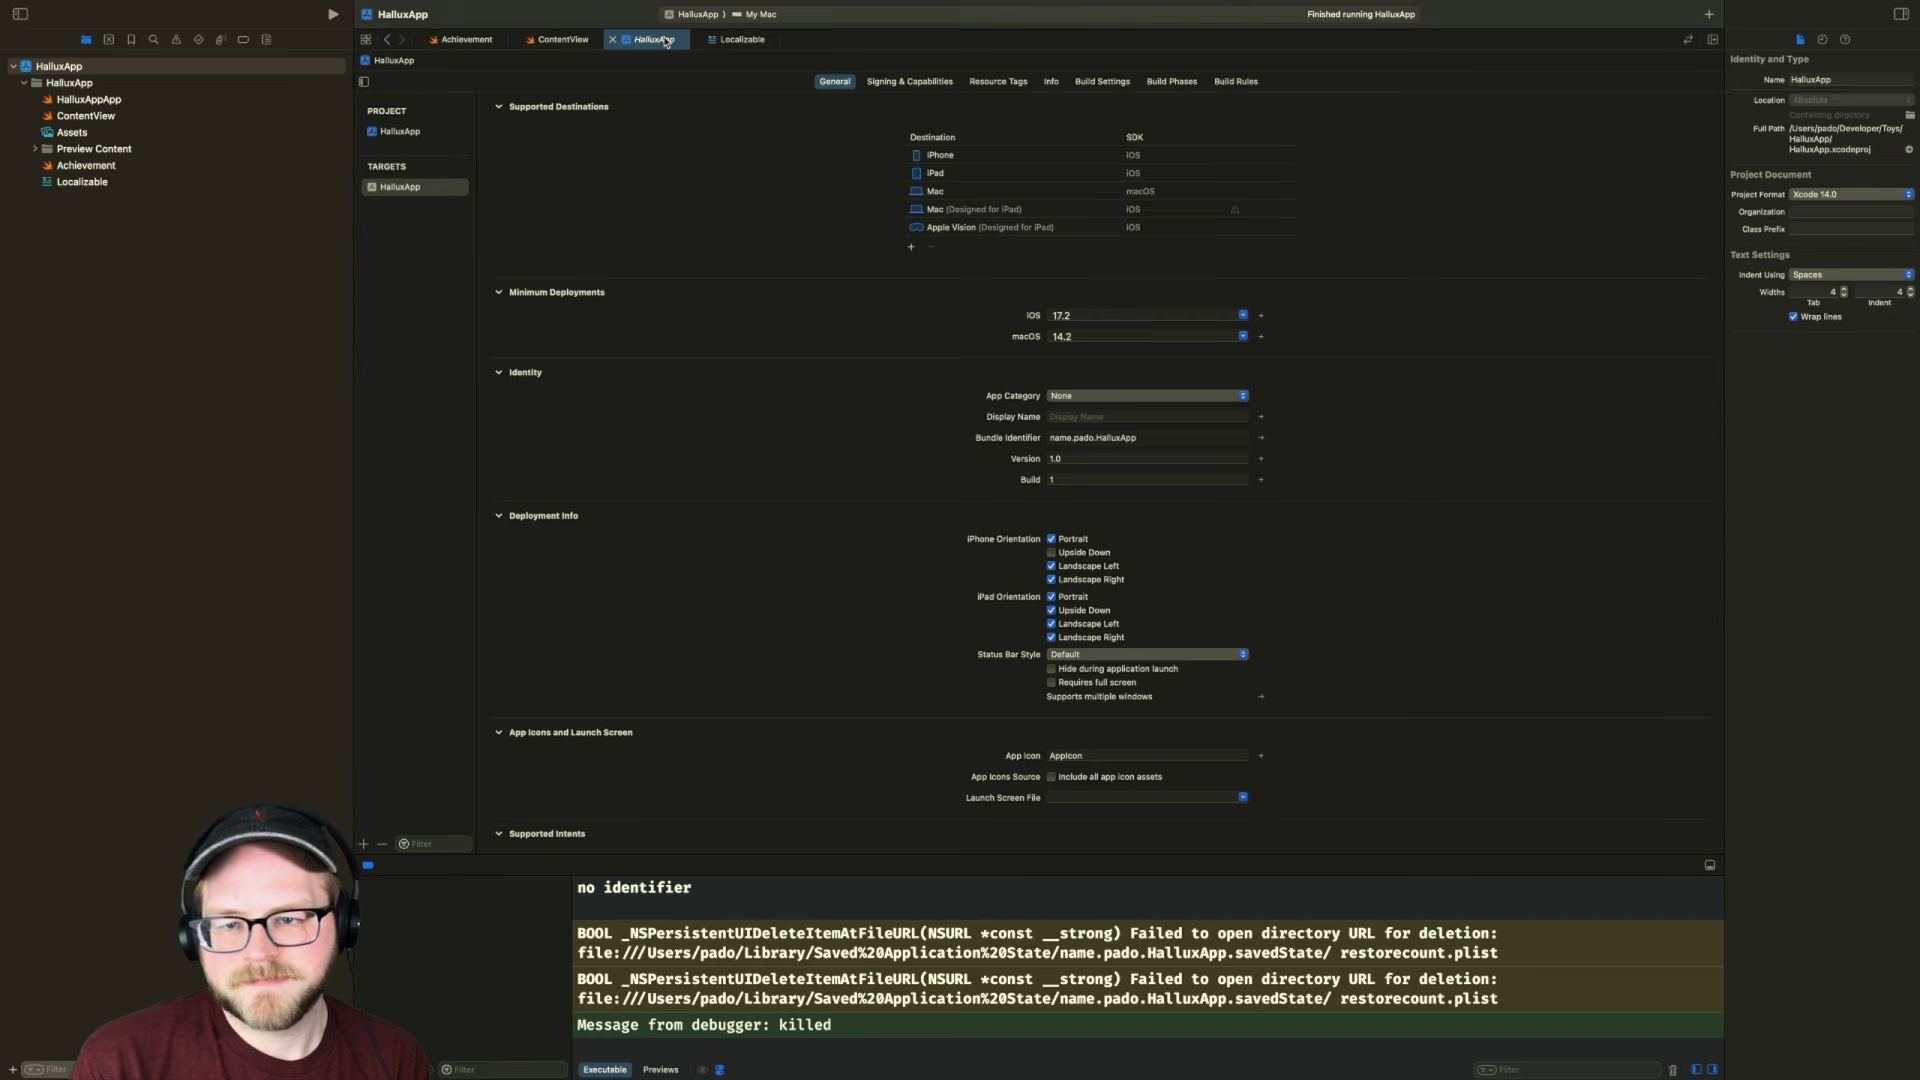 HalluxApp
HalluxApp 〉 My Mac
Finished running HalluxApp
Achievement
ContentView
HalluxApp
Localizable
HalluxApp
HalluxApp
HalluxAppApp
ContentView
Assets
Preview Content
Achievement
Localizable
Filter
HalluxApp
General
Signing & Capabilities
Resource Tags
Info
Build Settings
Build Phases
Build Rules
PROJECT
HalluxApp
TARGETS
HalluxApp
Filter
Supported Destinations
Destination SDK
iPhone iOS
iPad iOS
Mac macOS
Mac (Designed for iPad) iOS
Apple Vision (Designed for iPad) iOS
Minimum Deployments
iOS 17.2
macOS 14.2
Identity
App Category None
Display Name Display Name
Bundle Identifier name.pado.HalluxApp
Version 1.0
Build 1
Deployment Info
iPhone Orientation Portrait
Upside Down
Landscape Left
Landscape Right
iPad Orientation Portrait
Upside Down
Landscape Left
Landscape Right
Status Bar Style Default
Hide during application launch
Requires full screen
Supports multiple windows
App Icons and Launch Screen
App Icon AppIcon
App Icons Source Include all app icon assets
Launch Screen File
Supported Intents
no identifier
BOOL _NSPersistentUIDeleteItemAtFileURL(NSURL *const __strong) Failed to open directory URL for deletion:
file:///Users/pado/Library/Saved%20Application%20State/name.pado.HalluxApp.savedState/ restorecount.plist
BOOL _NSPersistentUIDeleteItemAtFileURL(NSURL *const __strong) Failed to open directory URL for deletion:
file:///Users/pado/Library/Saved%20Application%20State/name.pado.HalluxApp.savedState/ restorecount.plist
Message from debugger: killed
Filter
Executable
Previews
Filter
Identity and Type
Name HalluxApp
Location Absolute
Containing directory
Full Path /Users/pado/Developer/Toys/
HalluxApp/
HalluxApp.xcodeproj
Project Document
Project Format Xcode 14.0
Organization
Class Prefix
Text Settings
Indent Using Spaces
Widths 4 4
Tab Indent
Wrap lines